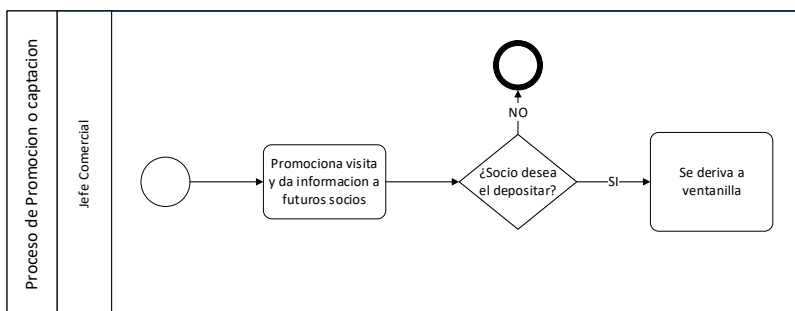 Proceso de Promocion o captacion
Jefe Comercial
Promociona visita
y da informacion a
futuros socios
¿Socio desea
el depositar?
NO
SI
Se deriva a
ventanilla